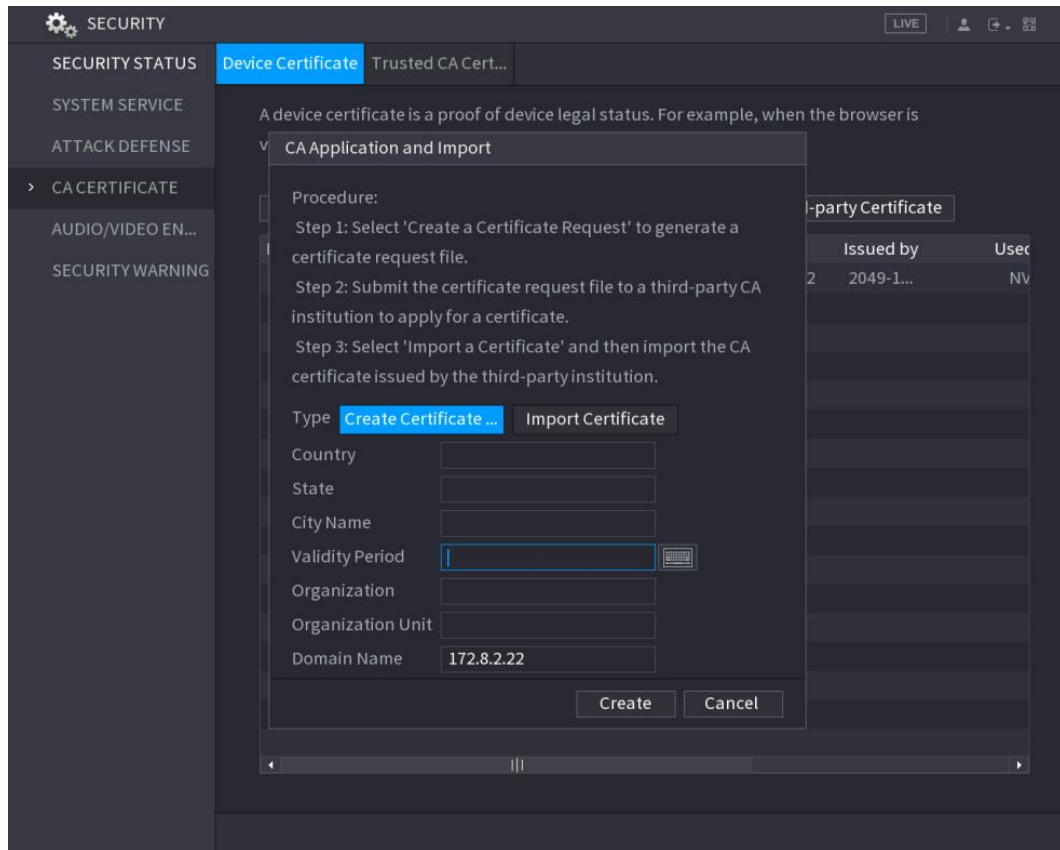 SECURITY
LIVE
SECURITY STATUS
SYSTEM SERVICE
ATTACK DEFENSE
CA CERTIFICATE
AUDIO/VIDEO EN...
SECURITY WARNING
Device Certificate
Trusted CA Cert...
A device certificate is a proof of device legal status. For example, when the browser is
CA Application and Import
Procedure:
Step 1: Select 'Create a Certificate Request' to generate a
certificate request file.
Step 2: Submit the certificate request file to a third-party CA
institution to apply for a certificate.
Step 3: Select 'Import a Certificate' and then import the CA
certificate issued by the third-party institution.
Type Create Certificate ... Import Certificate
Country
State
City Name
Validity Period
Organization
Organization Unit
Domain Name 172.8.2.22
Create Cancel
-party Certificate
Issued by
2 2049-1... NV